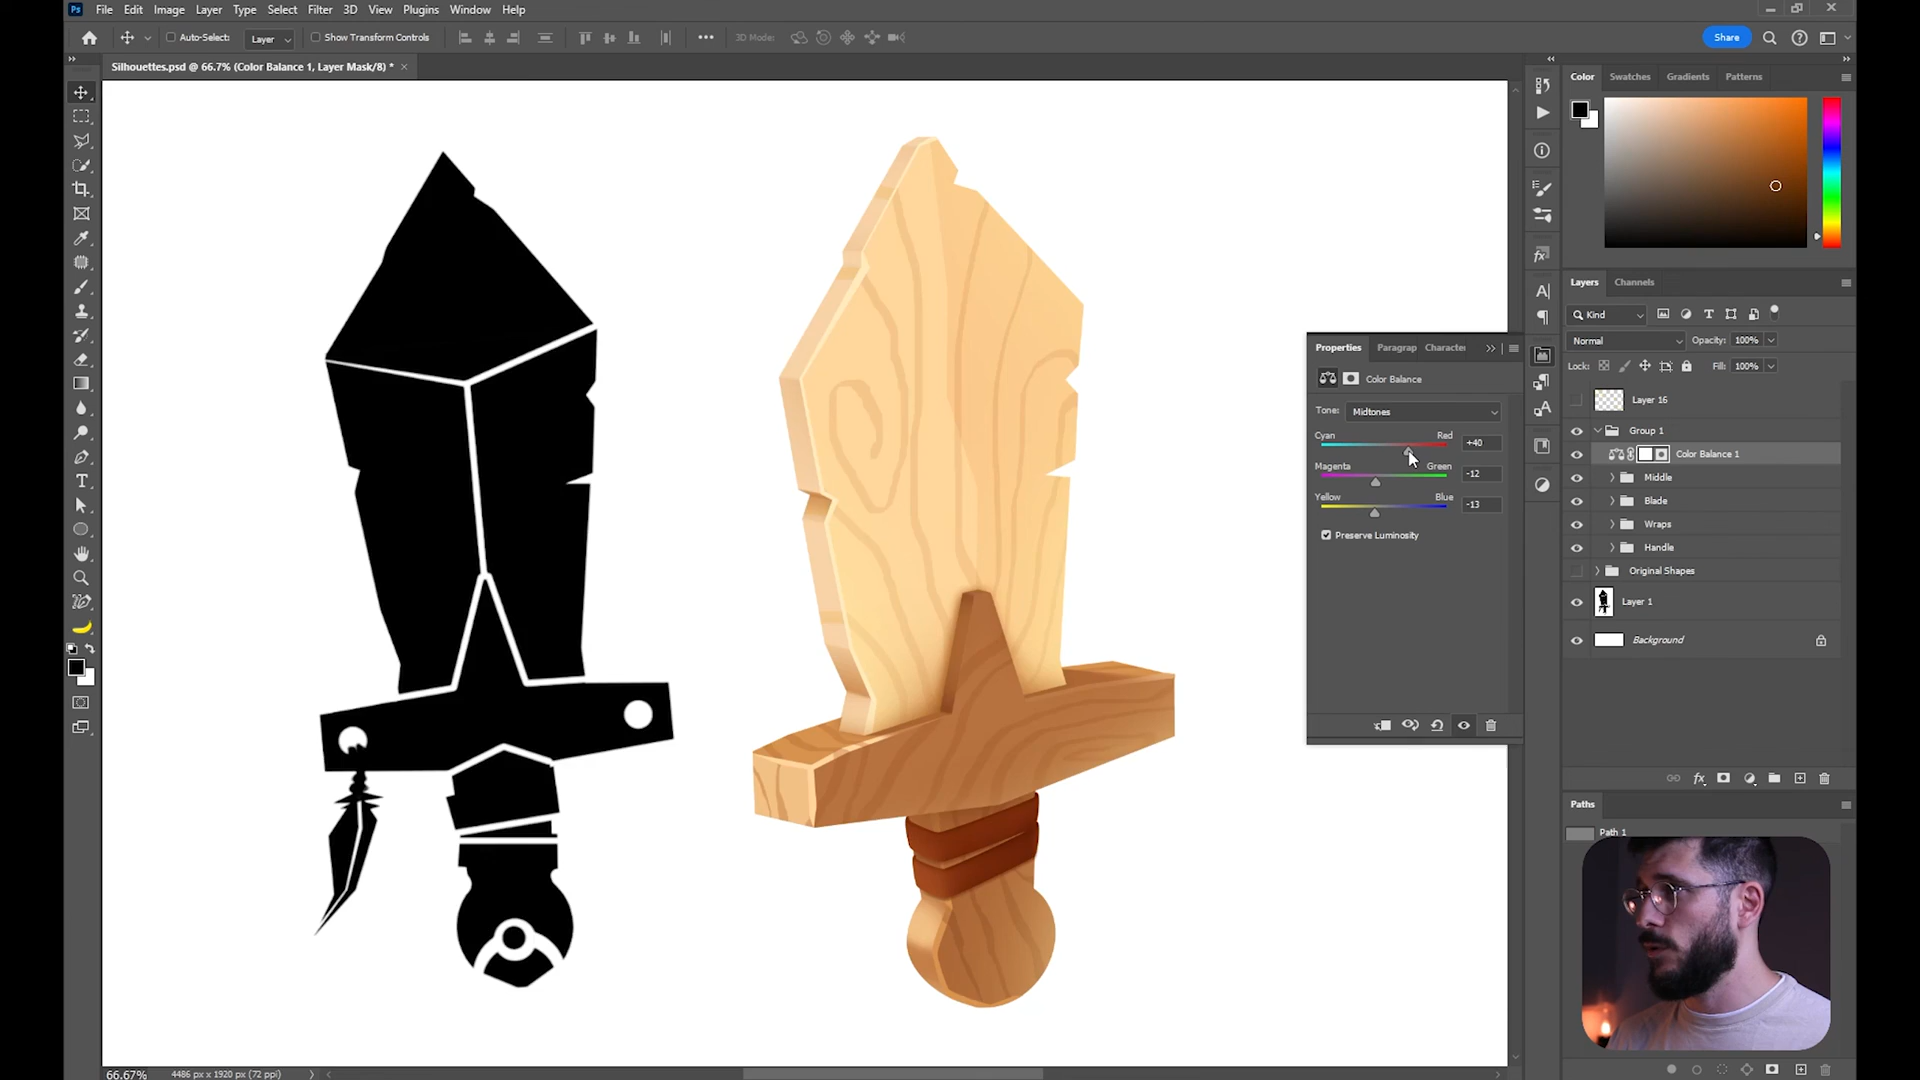 Ps File Edit Image Layer Type Select Filter 3D View Plugins Window Help
Auto-Select: Layer Show Transform Controls 3D Mode: Share
Silhouettes.psd @ 66.7% (Color Balance 1, Layer Mask/8) * ×
Color Swatches Gradients Patterns
Layers Channels
Kind
Normal Opacity: 100%
Lock: Fill: 100%
Layer 16
Group 1
Color Balance 1
Middle
Blade
Wraps
Handle
Original Shapes
Layer 1
Background
fx
Paths
Path 1
Properties Paragrap Character
Color Balance
Tone: Midtones
Cyan Red +40
Magenta Green -12
Yellow Blue -13
Preserve Luminosity
66.67% 4486 px x 1920 px (72 ppi)